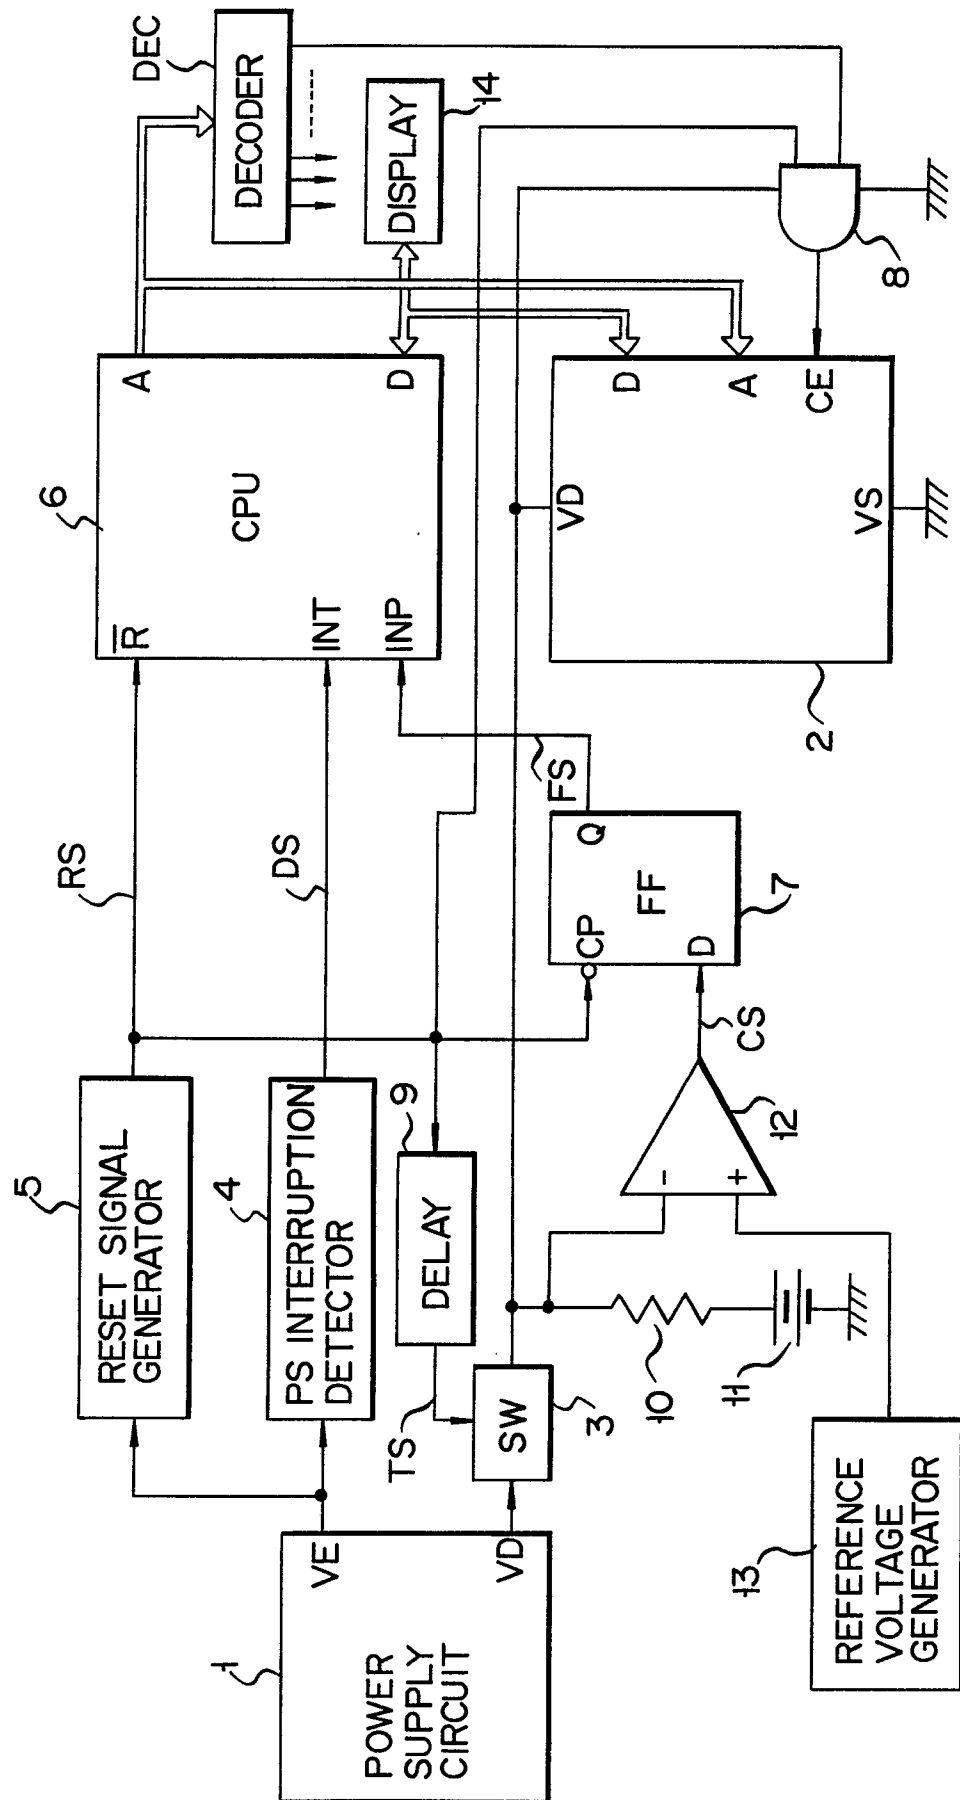 1
POWER
SUPPLY
CIRCUIT
VE
VD
5
RESET SIGNAL
GENERATOR
4
PS INTERRUPTION
DETECTOR
9
DELAY
TS
SW
3
10
11
13
REFERENCE
VOLTAGE
GENERATOR
RS
DS
-
+
12
CS
CP
D
FF
Q
7
FS
6
R̅
INT
INP
CPU
A
D
2
VD
VS
D
A
CE
DEC
DECODER
DISPLAY
14
8